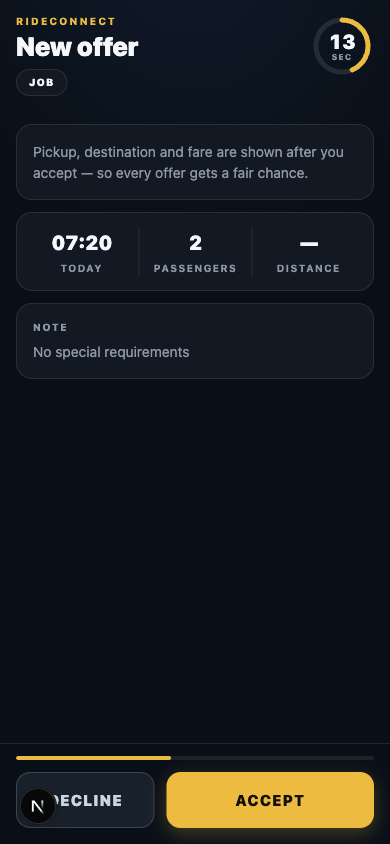 RIDECONNECT
New offer
13
SEC
JOB
Pickup, destination and fare are shown after you
accept — so every offer gets a fair chance.
07:20
TODAY
2
PASSENGERS
—
DISTANCE
NOTE
No special requirements
N
DECLINE
ACCEPT